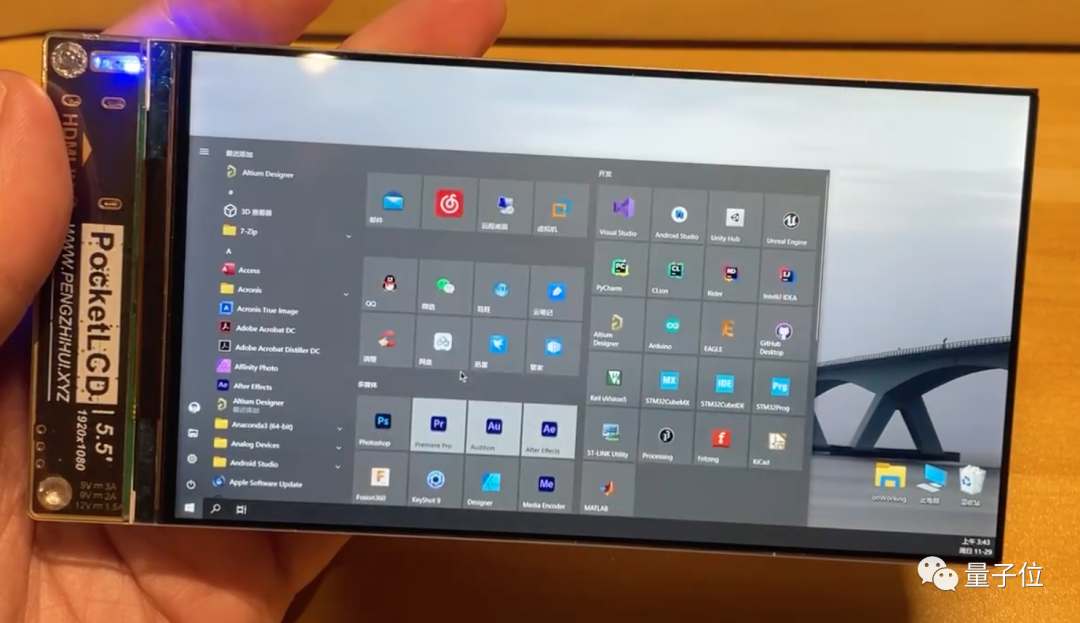 HDMI
PocketLCD
5.5'
1920x1080
WWW.PENGZHIHUI.XYZ
5V 3A
9V 2A
12V
最近添加
Altium Designer
#
3D 查看器
7-Zip
A
Access
Acronis
Acronis True Image
Adobe Acrobat DC
Adobe Acrobat Distiller DC
Affinity Photo
After Effects
Altium Designer
最近添加
Anaconda3 (64-bit)
Analog Devices
Android Studio
Apple Software Update
邮件
远程桌面
虚拟机
QQ
微信
旺旺
云笔记
清理
网盘
迅雷
管家
多媒体
Photoshop
Premiere Pro
Audition
After Effects
Fusion360
KeyShot 9
Designer
Media Encoder
开发
Visual Studio
Android Studio
Unity Hub
Unreal Engine
PyCharm
CLion
Rider
IntelliJ IDEA
Altium Designer
Arduino
EAGLE
GitHub Desktop
Keil uVision5
STM32CubeMX
STM32CubeIDE
STM32Prog
ST-LINK Utility
Processing
Fritzing
KiCad
MATLAB
onWorking
此电脑
回收站
上午 3:43
周日 11-29
量子位